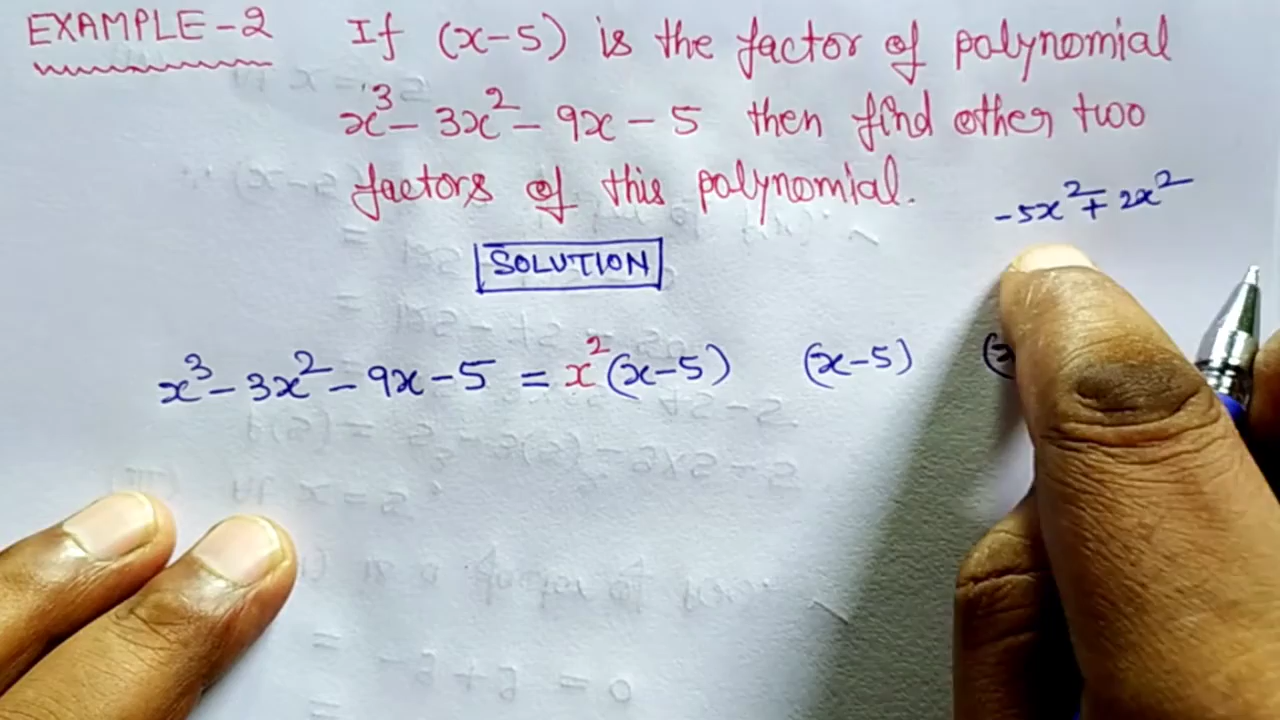 EXAMPLE-2 If (x-5) is the factor of polynomial
x³ - 3x² - 9x - 5 then find other two
factors of this polynomial.
-5x² + 2x²
SOLUTION
x³ - 3x² - 9x - 5 = x²(x-5) (x-5) (x